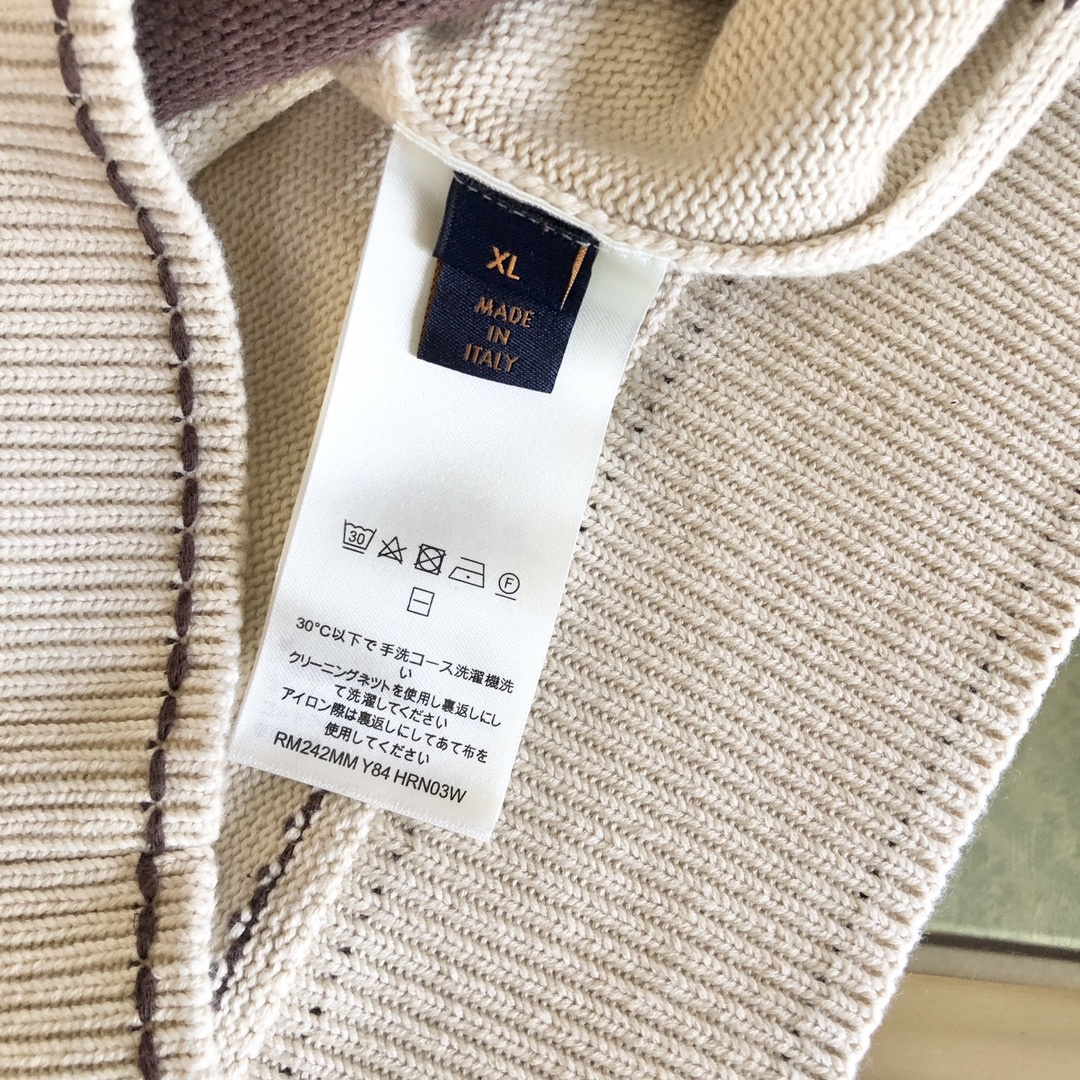 XL
MADE
IN
ITALY
30
F
30°C以下で手洗コース洗濯機洗
い
クリーニングネットを使用し裏返しにし
て洗濯してください
アイロン際は裏返しにしてあて布を
使用してください
RM242MM Y84 HRN03W